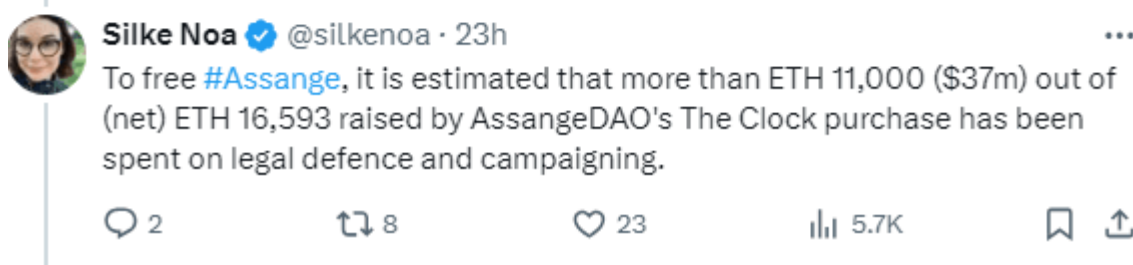 Silke Noa @silkenoa · 23h
To free #Assange, it is estimated that more than ETH 11,000 ($37m) out of
(net) ETH 16,593 raised by AssangeDAO's The Clock purchase has been
spent on legal defence and campaigning.
2 8 23 5.7K